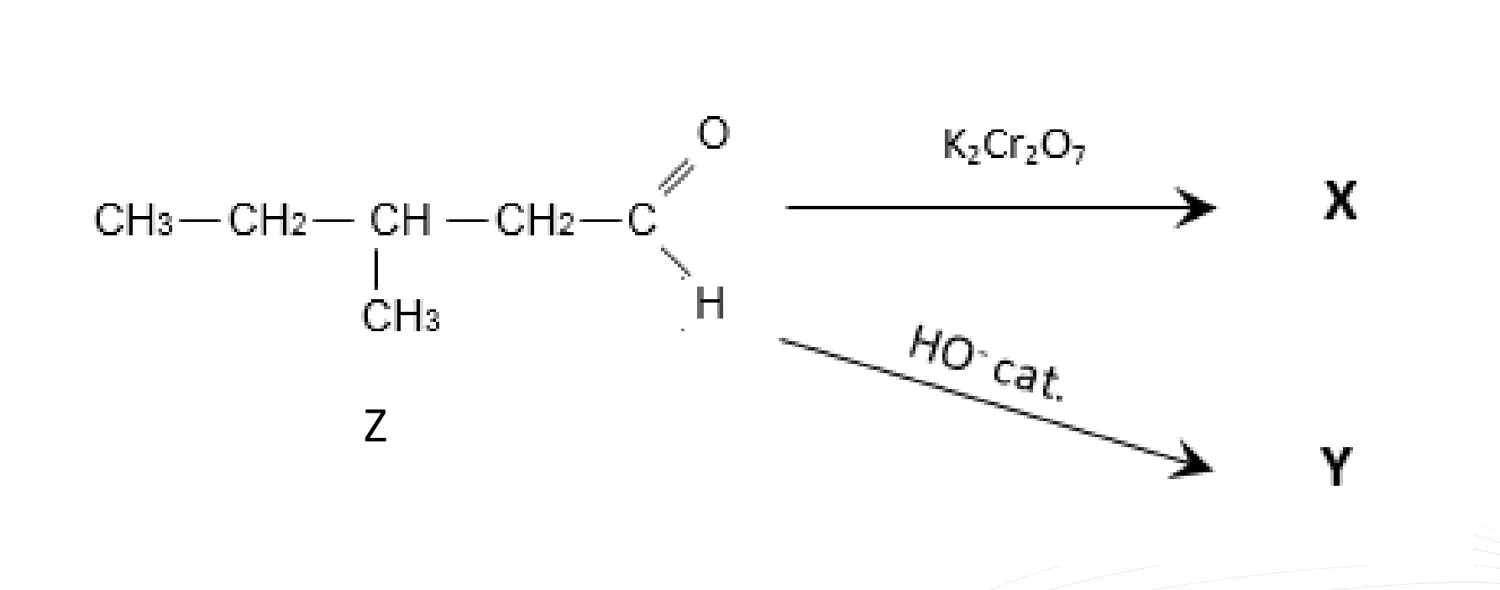 O
K₂Cr₂O₇
CH3—CH2—CH—CH2—C
X
H
CH3
HO⁻ cat.
Z
Y